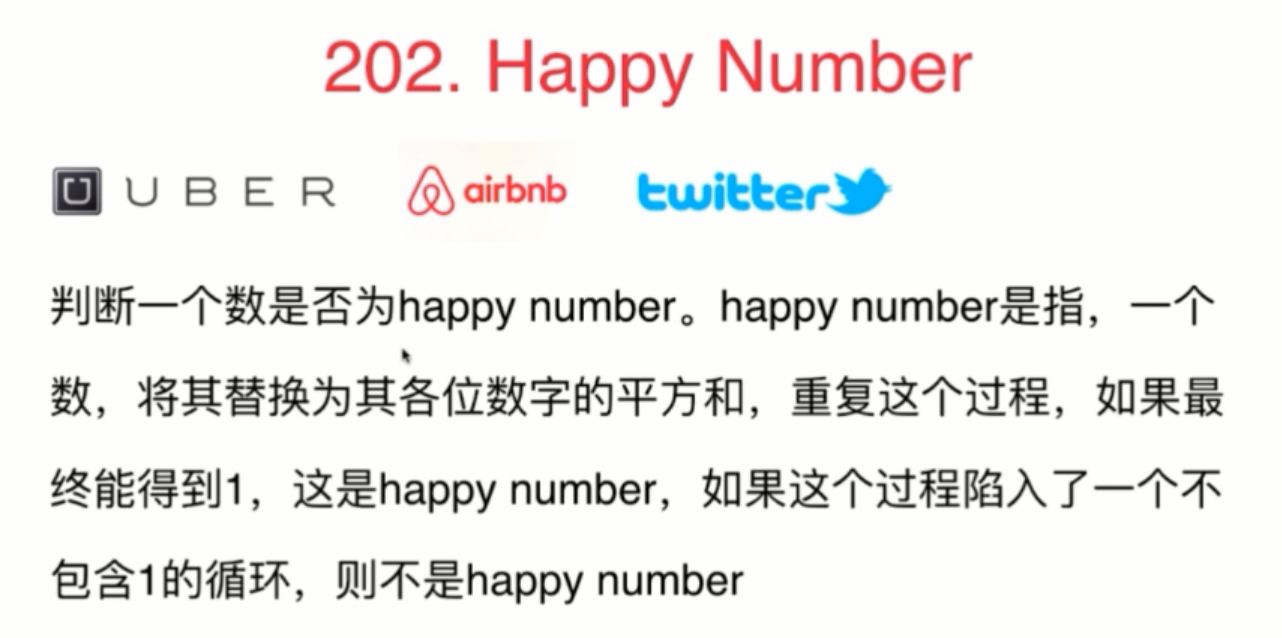 202. Happy Number
UBER airbnb twitter
判断一个数是否为happy number。happy number是指，一个
数，将其替换为其各位数字的平方和，重复这个过程，如果最
终能得到1，这是happy number，如果这个过程陷入了一个不
包含1的循环，则不是happy number